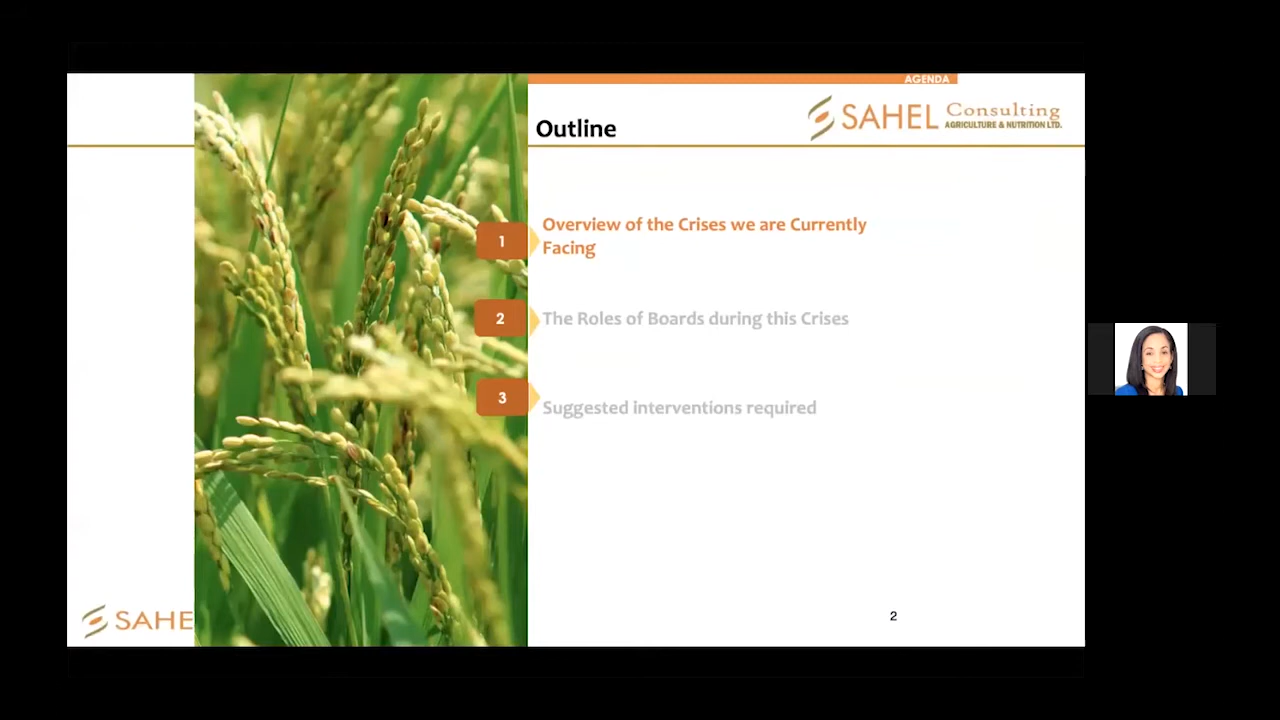 AGENDA
SAHEL Consulting
AGRICULTURE & NUTRITION LTD.
Outline
1
Overview of the Crises we are Currently
Facing
2
The Roles of Boards during this Crises
3
Suggested interventions required
SAHE
2